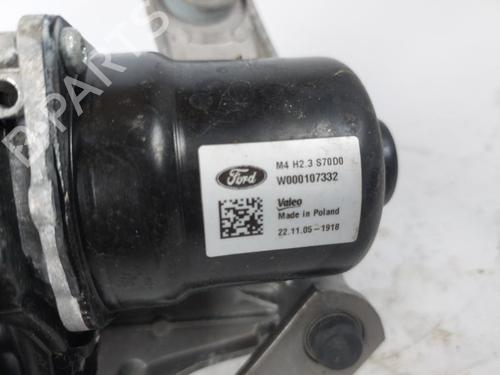 B-PARTS
Ford
M4 H2.3 S70D0
W000107332
Valeo
Made in Poland
22.11.05-1918